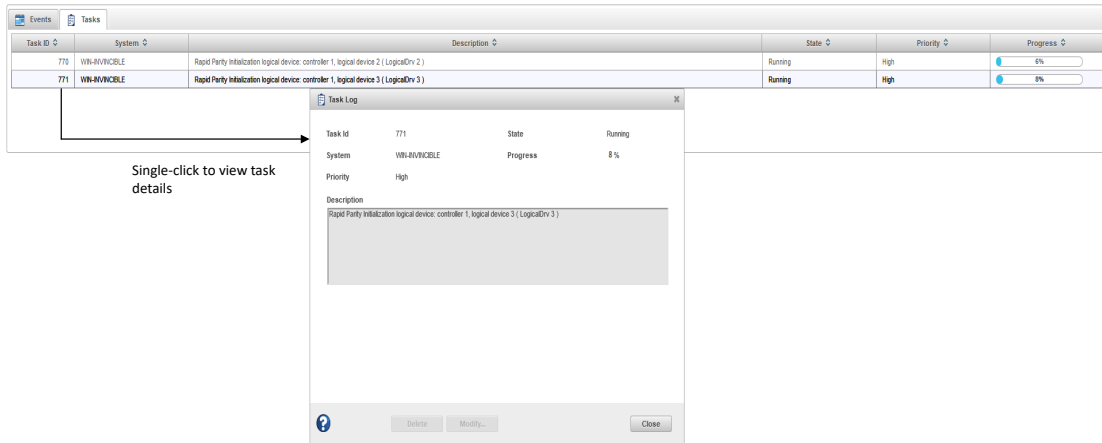 Events Tasks
Task ID System Description State Priority Progress
770 WIN-INVINCIBLE Rapid Parity Initialization logical device: controller 1, logical device 2 ( LogicalDrv 2 ) Running High 6%
771 WIN-INVINCIBLE Rapid Parity Initialization logical device: controller 1, logical device 3 ( LogicalDrv 3 ) Running High 8%
Task Log
Task Id 771 State Running
System WIN-INVINCIBLE Progress 8 %
Priority High
Description
Rapid Parity Initialization logical device: controller 1, logical device 3 ( LogicalDrv 3 )
Single-click to view task
details
? Delete Modify... Close